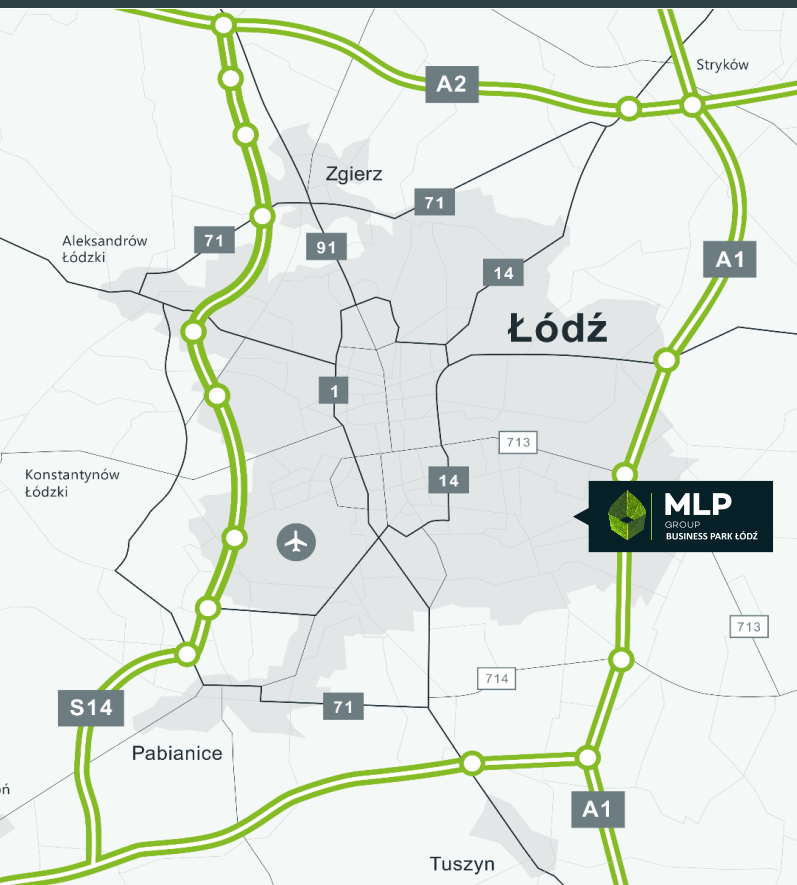 Stryków
A2
Zgierz
71
Aleksandrów
Łódzki
71
91
A1
14
Łódź
1
713
Konstantynów
Łódzki
14
MLP
GROUP
BUSINESS PARK ŁÓDŹ
713
714
S14
71
Pabianice
ń
A1
Tuszyn